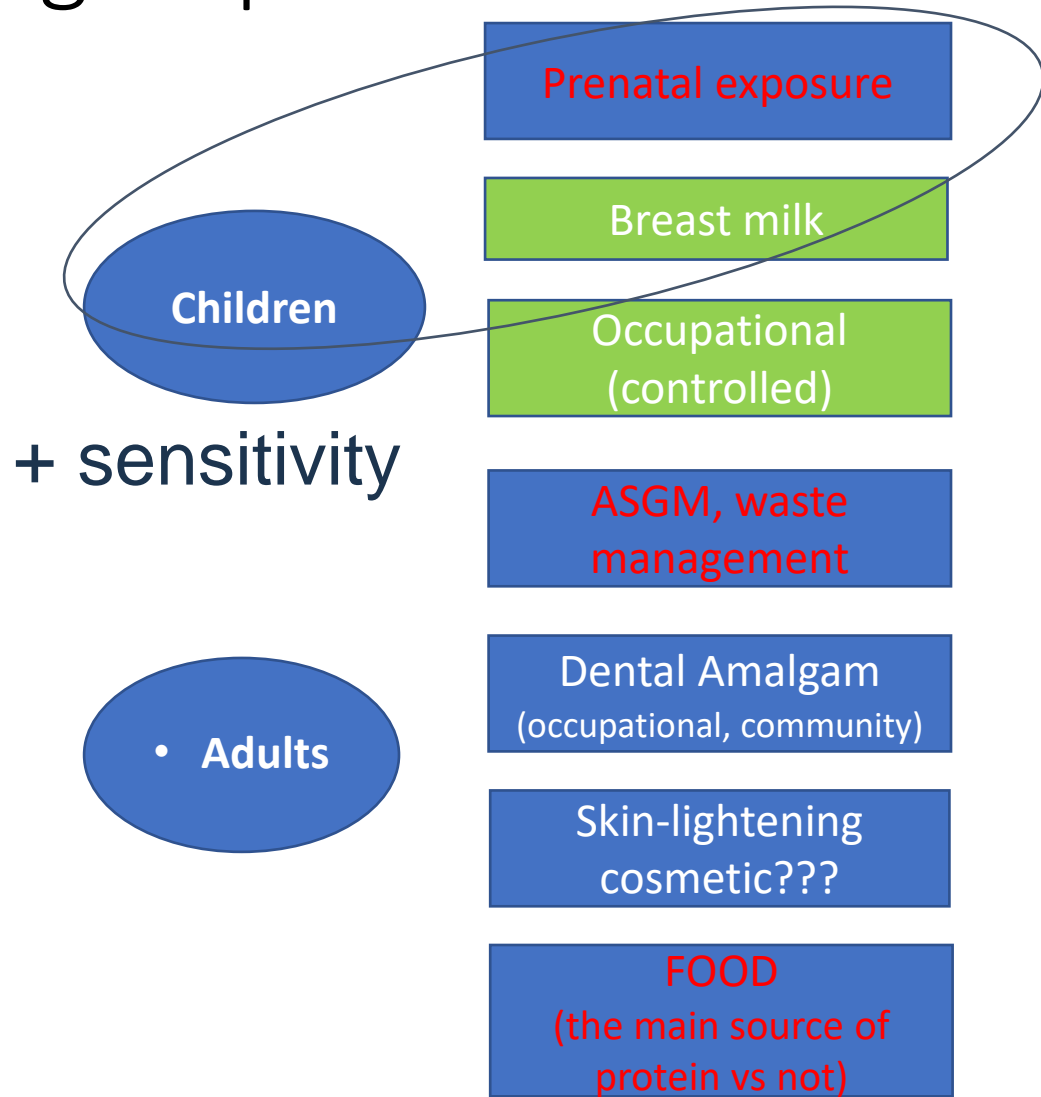 Prenatal exposure
Breast milk
Children
Occupational
(controlled)
+ sensitivity
ASGM, waste
management
Dental Amalgam
(occupational, community)
• Adults
Skin-lightening
cosmetic???
FOOD
(the main source of
protein vs not)